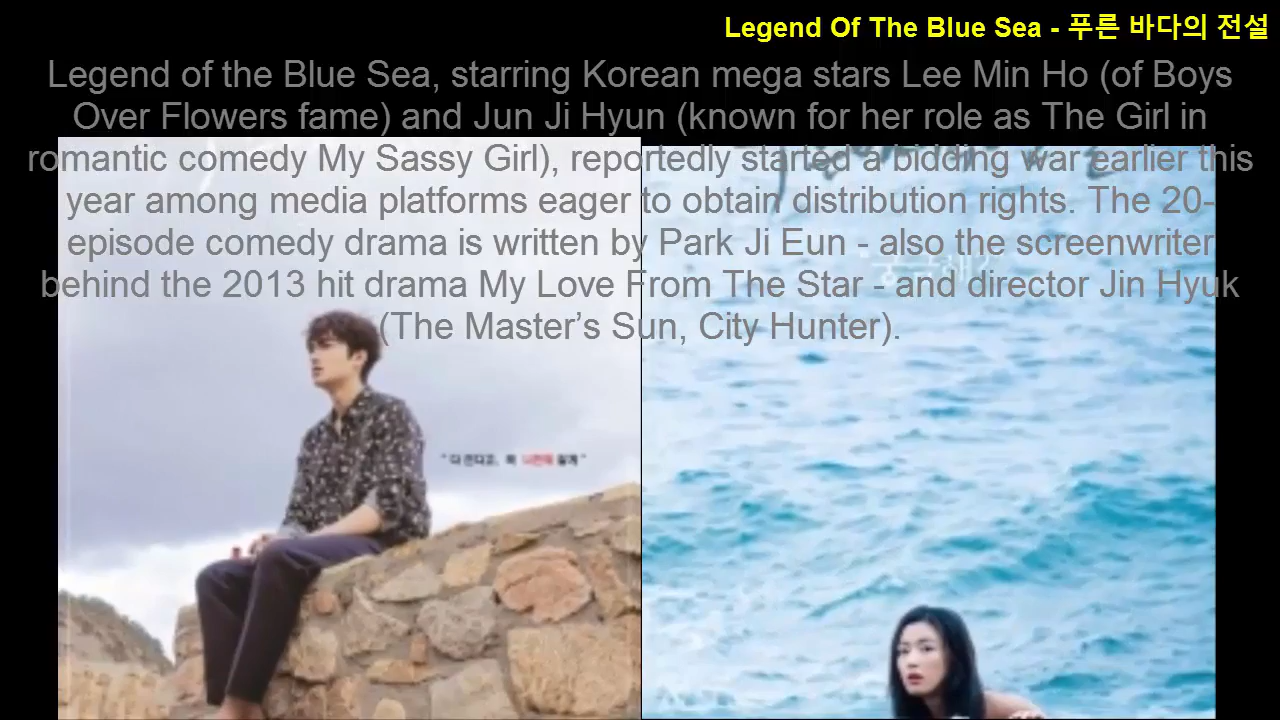 Legend Of The Blue Sea - 푸른 바다의 전설
Legend of the Blue Sea, starring Korean mega stars Lee Min Ho (of Boys
Over Flowers fame) and Jun Ji Hyun (known for her role as The Girl in
romantic comedy My Sassy Girl), reportedly started a bidding war earlier this
year among media platforms eager to obtain distribution rights. The 20-
episode comedy drama is written by Park Ji Eun - also the screenwriter
behind the 2013 hit drama My Love From The Star - and director Jin Hyuk
(The Master’s Sun, City Hunter).